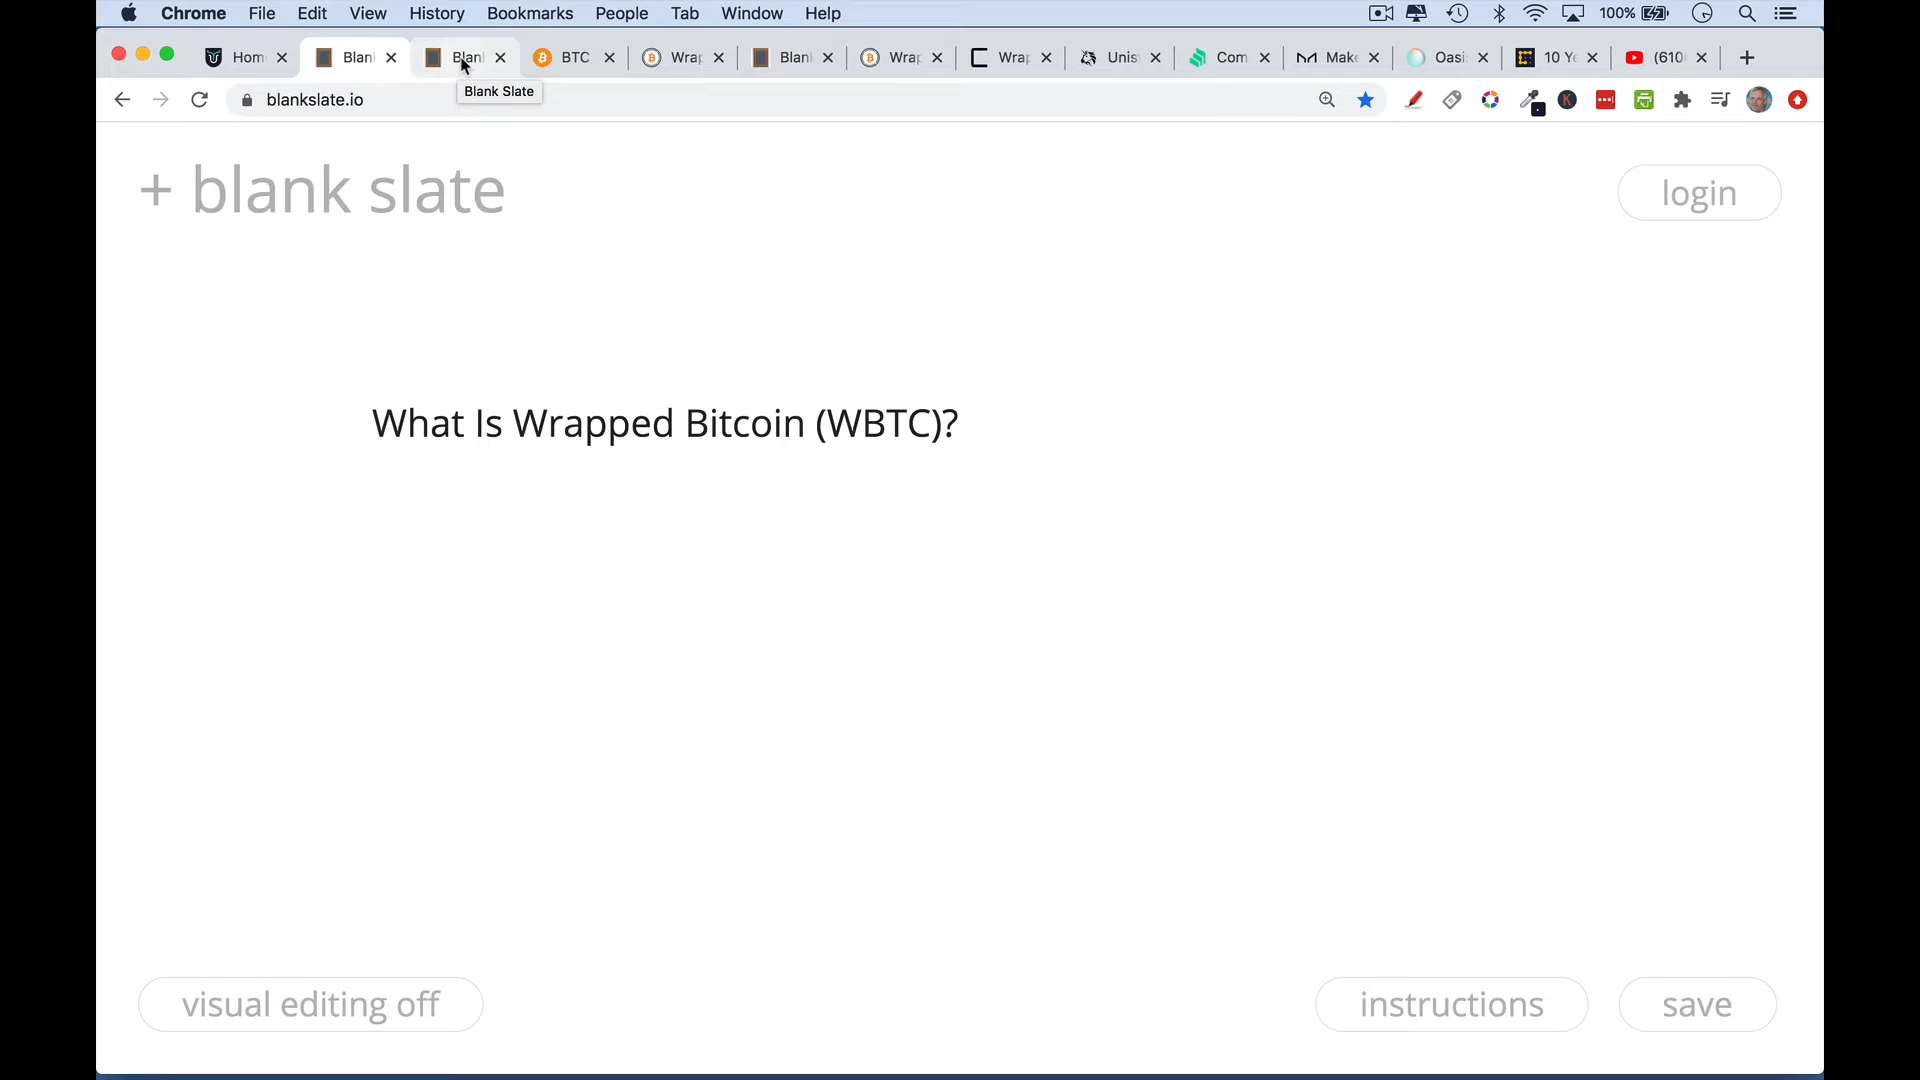 Chrome File Edit View History Bookmarks People Tab Window Help 100%
Hom Blan Blan BTC Wrap Blan Wrap Wrap Unis Com Make Oasi 10 Ye (610
Blank Slate
blankslate.io
+ blank slate
login
What Is Wrapped Bitcoin (WBTC)?
visual editing off
instructions
save